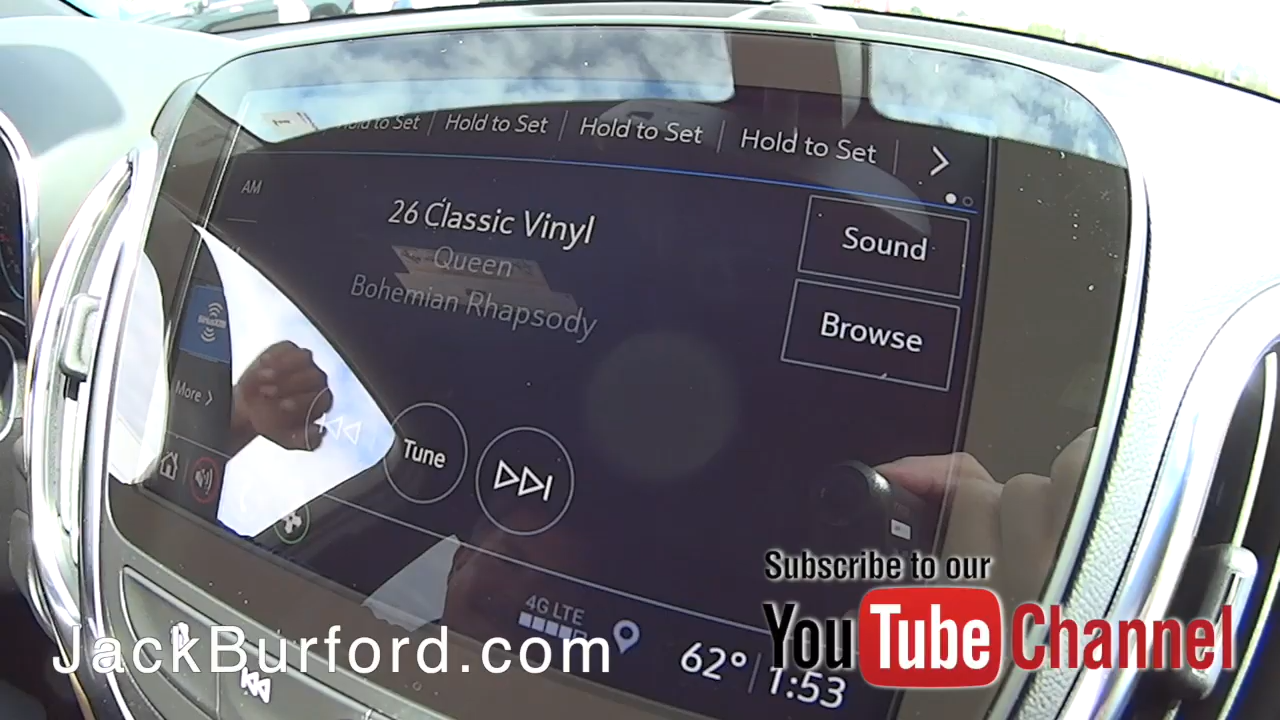 Hold to Set | Hold to Set | Hold to Set | Hold to Set >
AM
26 Classic Vinyl
Queen
Bohemian Rhapsody
Sound
Browse
SIRIUSXM
More >
Tune
4G LTE
62° | 1:53
Subscribe to our
YouTube Channel
JackBurford.com